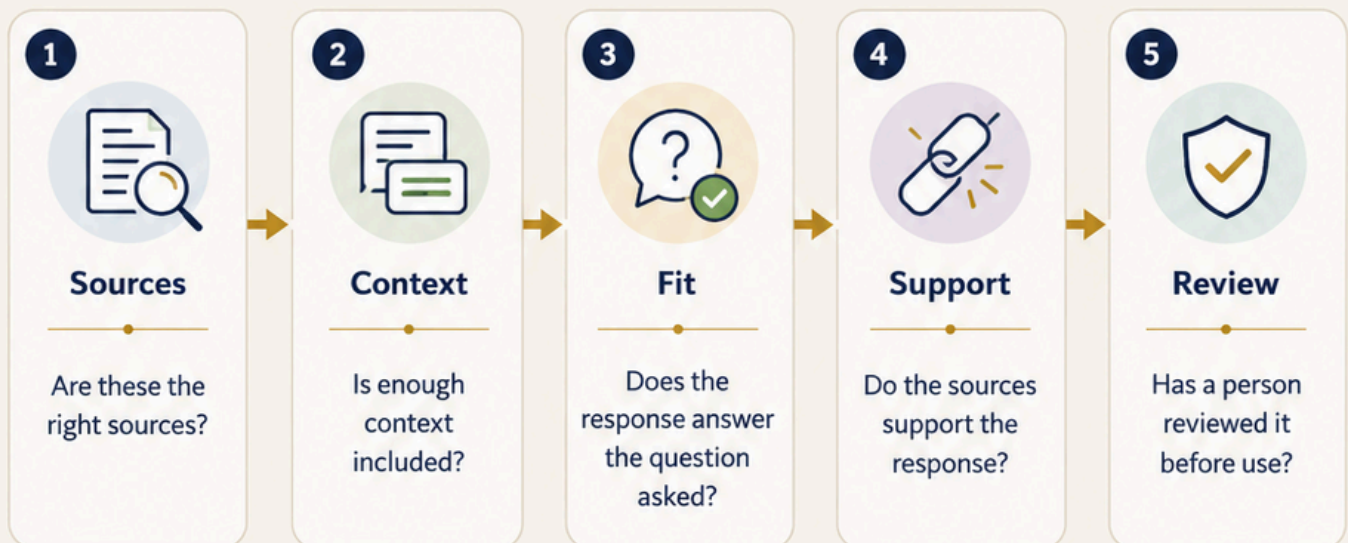 1
Sources
Are these the
right sources?
2
Context
Is enough
context
included?
3
?
Fit
Does the
response answer
the question
asked?
4
Support
Do the sources
support the
response?
5
Review
Has a person
reviewed it
before use?